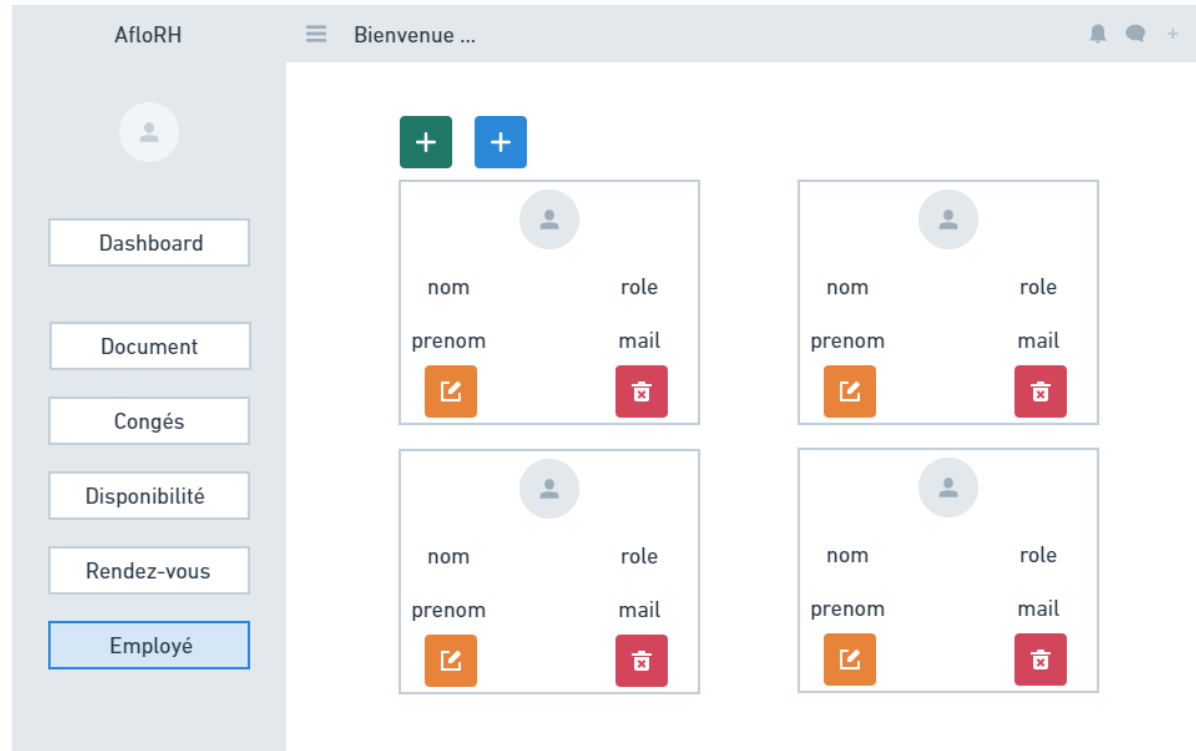 AfloRH
Bienvenue ...
Dashboard
Document
Congés
Disponibilité
Rendez-vous
Employé
nom role
prenom mail
nom role
prenom mail
nom role
prenom mail
nom role
prenom mail